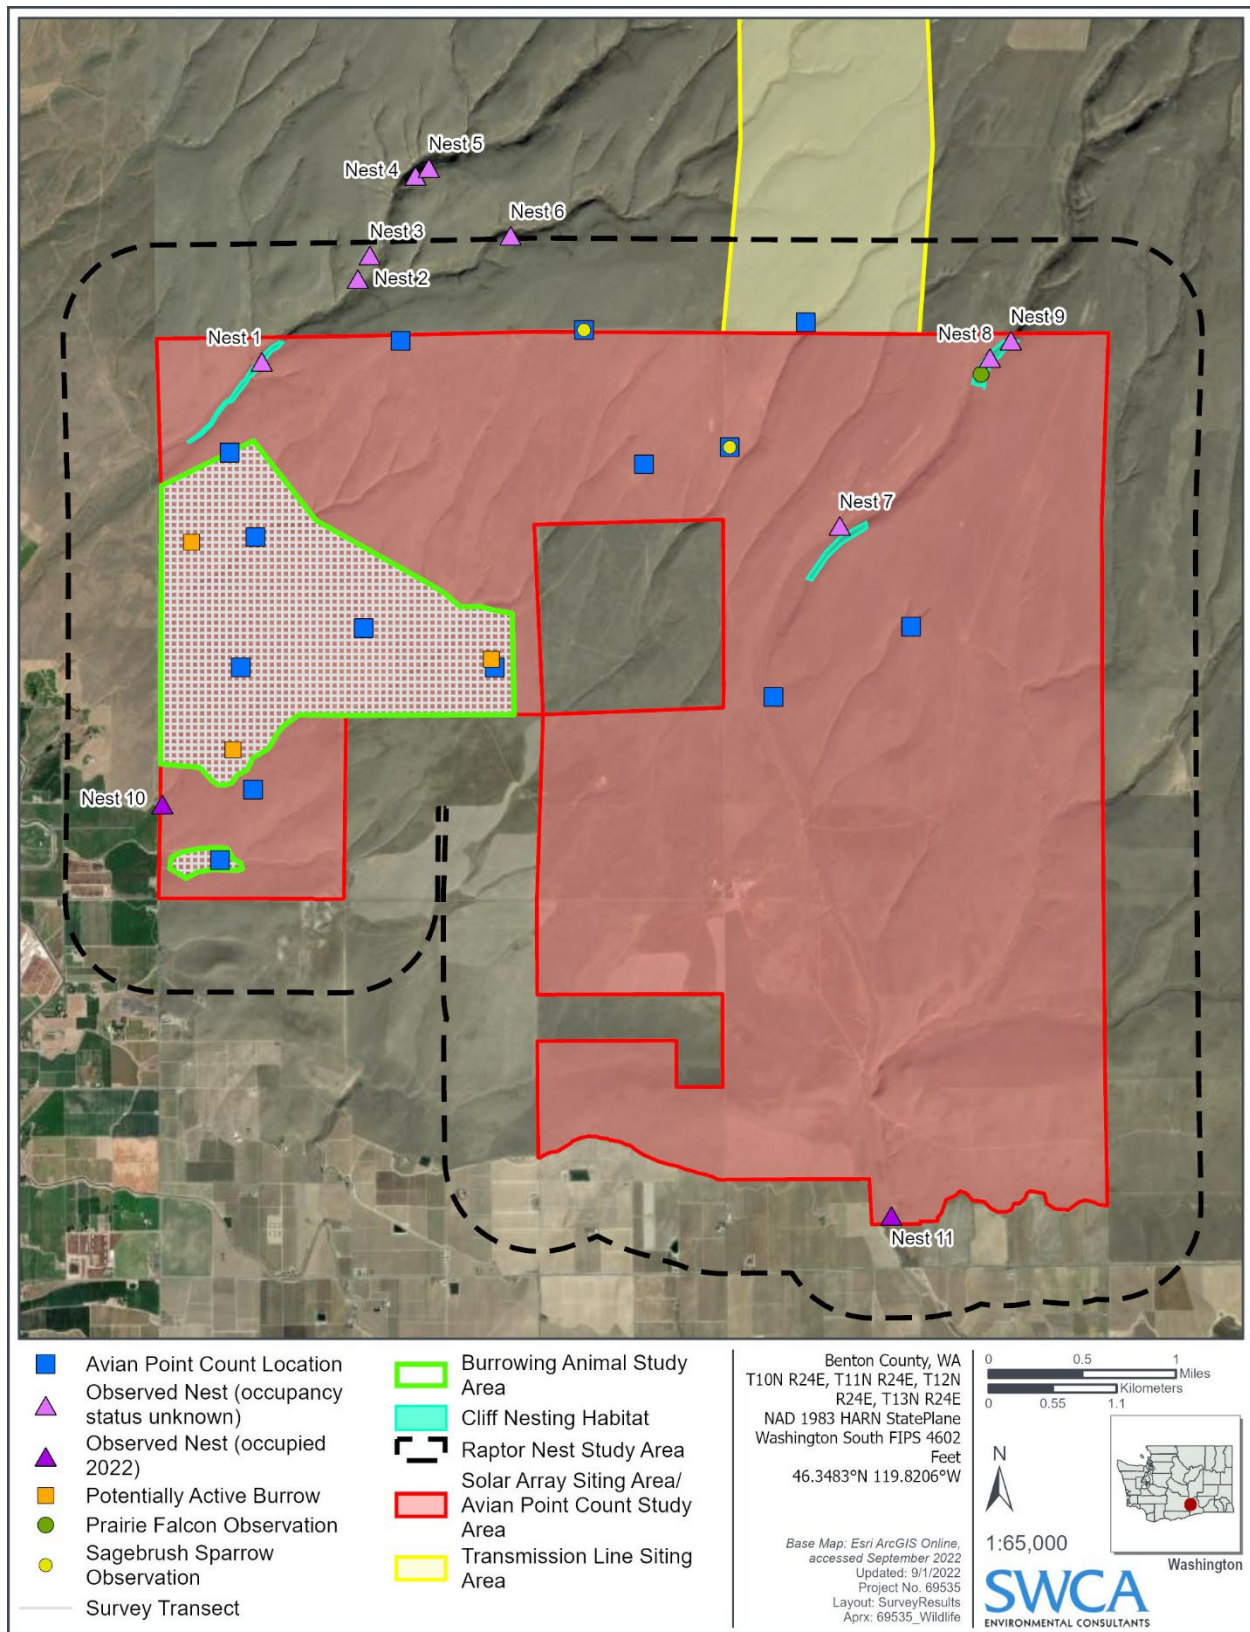 Nest 5
Nest 4
Nest 6
Nest 3
Nest 2
Nest 1
Nest 9
Nest 8
Nest 7
Nest 10
Nest 11
Avian Point Count Location
Observed Nest (occupancy
status unknown)
Observed Nest (occupied
2022)
Potentially Active Burrow
Prairie Falcon Observation
Sagebrush Sparrow
Observation
Survey Transect
Burrowing Animal Study
Area
Cliff Nesting Habitat
Raptor Nest Study Area
Solar Array Siting Area/
Avian Point Count Study
Area
Transmission Line Siting
Area
Benton County, WA
T10N R24E, T11N R24E, T12N
R24E, T13N R24E
NAD 1983 HARN StatePlane
Washington South FIPS 4602
Feet
46.3483°N 119.8206°W
Base Map: Esri ArcGIS Online,
accessed September 2022
Updated: 9/1/2022
Project No. 69535
Layout: SurveyResults
Aprx: 69535_Wildlife
0 0.5 1
Miles
Kilometers
0 0.55 1.1
N
1:65,000
Washington
SWCA
ENVIRONMENTAL CONSULTANTS